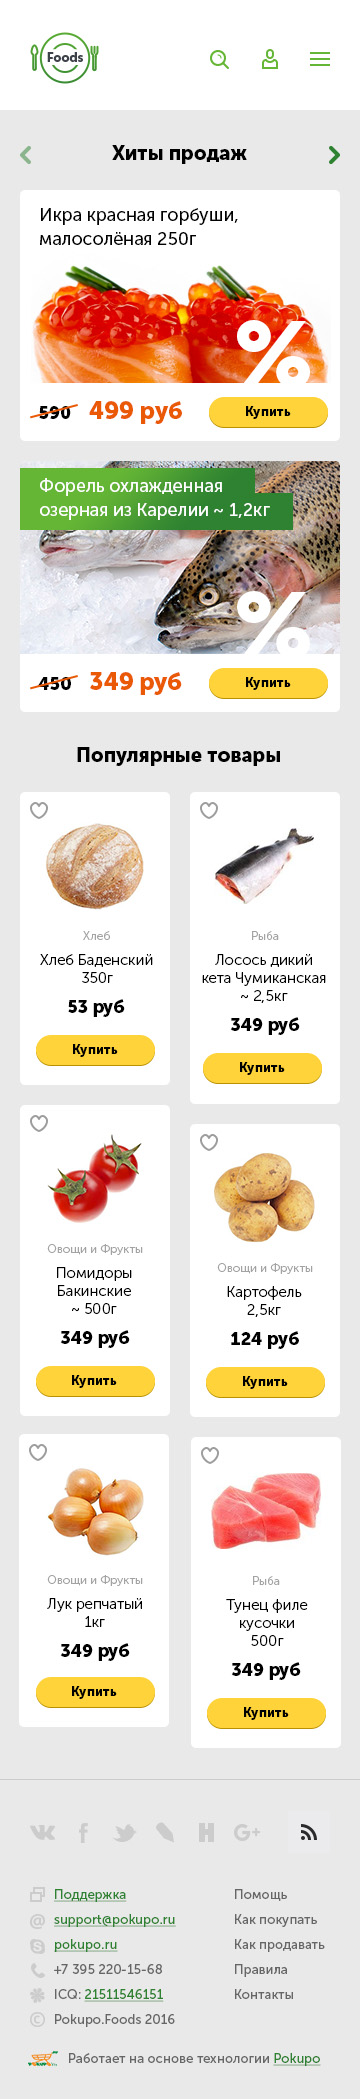 Foods
Хиты продаж
Икра красная горбуши,
малосолёная 250г
%
590 499 руб Купить
Форель охлажденная
озерная из Карелии ~ 1,2кг
%
450 349 руб Купить
Популярные товары
Хлеб
Хлеб Баденский
350г
53 руб
Купить
Рыба
Лосось дикий
кета Чумиканская
~ 2,5кг
349 руб
Купить
Овощи и Фрукты
Помидоры
Бакинские
~ 500г
349 руб
Купить
Овощи и Фрукты
Картофель
2,5кг
124 руб
Купить
Овощи и Фрукты
Лук репчатый
1кг
349 руб
Купить
Рыба
Тунец филе
кусочки
500г
349 руб
Купить
Поддержка
support@pokupo.ru
pokupo.ru
+7 395 220-15-68
ICQ: 21511546151
Pokupo.Foods 2016
Помощь
Как покупать
Как продавать
Правила
Контакты
Работает на основе технологии Pokupo